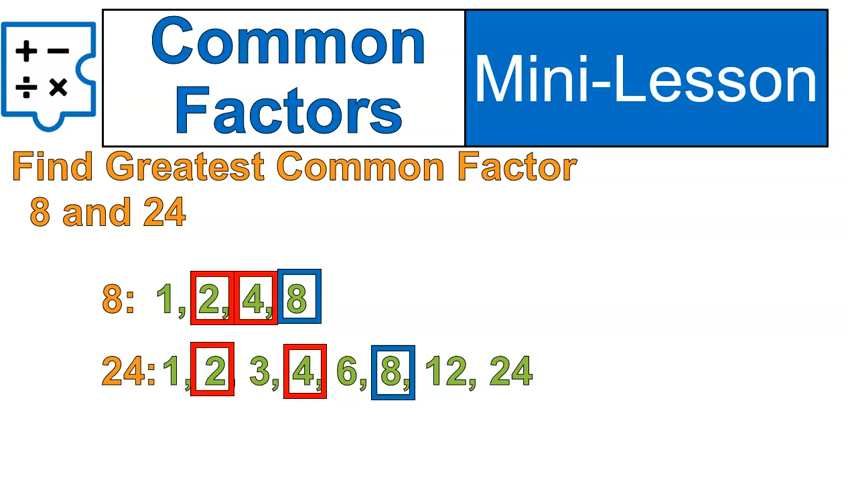 + −
÷ ×
Common
Factors
Mini-Lesson
Find Greatest Common Factor
8 and 24
8: 1, 2, 4, 8
24: 1, 2, 3, 4, 6, 8, 12, 24